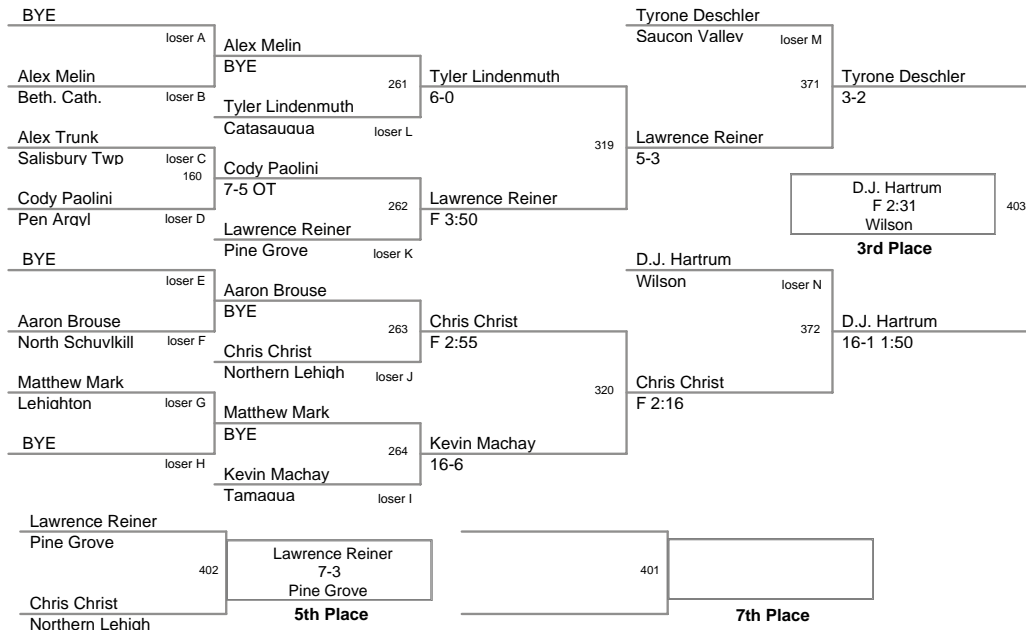 BYE
loser A
Alex Melin
Beth. Cath.
loser B
Alex Trunk
Salisbury Twp
loser C
160
Cody Paolini
Pen Argyl
loser D
BYE
loser E
Aaron Brouse
North Schuylkill
loser F
Matthew Mark
Lehighton
loser G
BYE
loser H
Alex Melin
BYE
261
Tyler Lindenmuth
Catasauqua
loser L
Cody Paolini
7-5 OT
262
Lawrence Reiner
Pine Grove
loser K
Aaron Brouse
BYE
263
Chris Christ
Northern Lehigh
loser J
Matthew Mark
BYE
264
Kevin Machay
Tamaqua
loser I
Tyler Lindenmuth
6-0
319
Lawrence Reiner
F 3:50
Chris Christ
F 2:55
320
Kevin Machay
16-6
Tyrone Deschler
Saucon Valley
loser M
371
Lawrence Reiner
5-3
D.J. Hartrum
Wilson
loser N
372
Chris Christ
F 2:16
Tyrone Deschler
3-2
D.J. Hartrum
F 2:31
Wilson
403
3rd Place
D.J. Hartrum
16-1 1:50
Lawrence Reiner
Pine Grove
402
Chris Christ
Northern Lehigh
Lawrence Reiner
7-3
Pine Grove
5th Place
401
7th Place